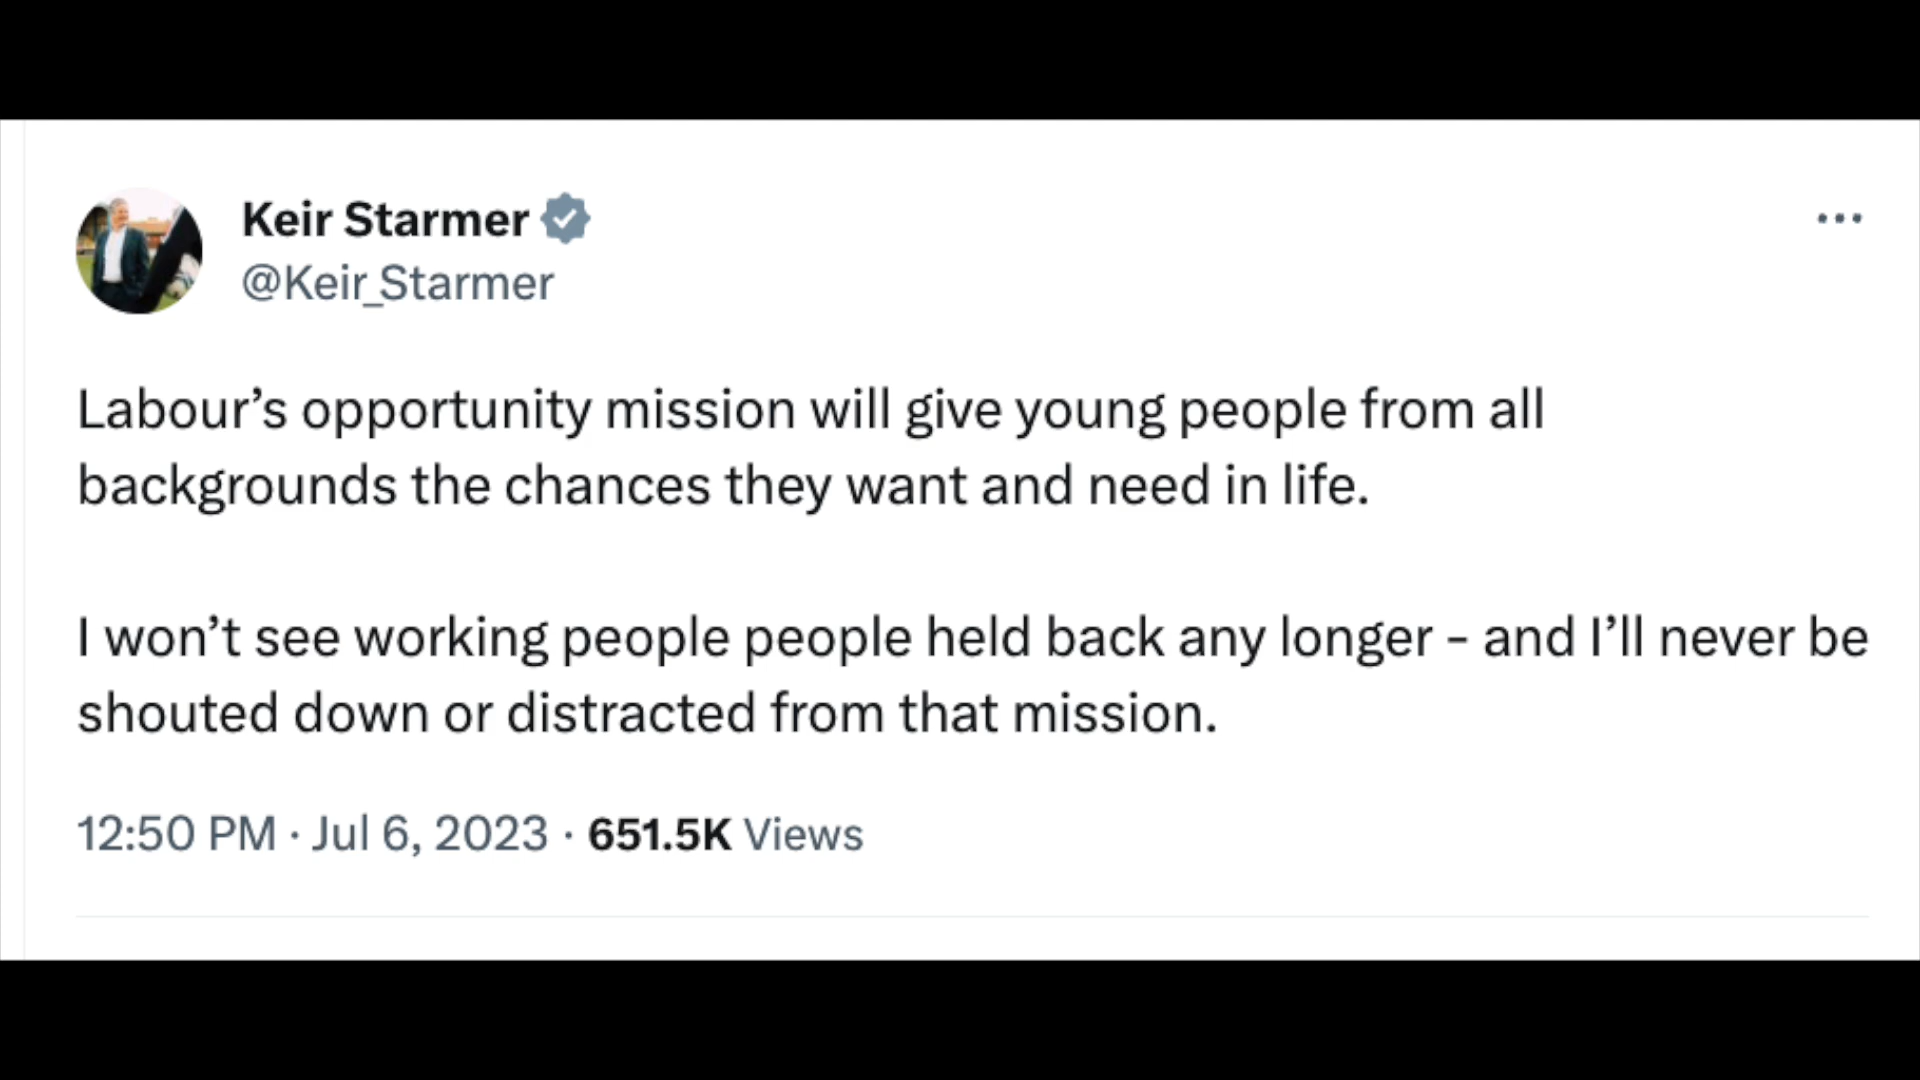 Keir Starmer
@Keir_Starmer
Labour’s opportunity mission will give young people from all
backgrounds the chances they want and need in life.
I won’t see working people people held back any longer – and I’ll never be
shouted down or distracted from that mission.
12:50 PM · Jul 6, 2023 · 651.5K Views